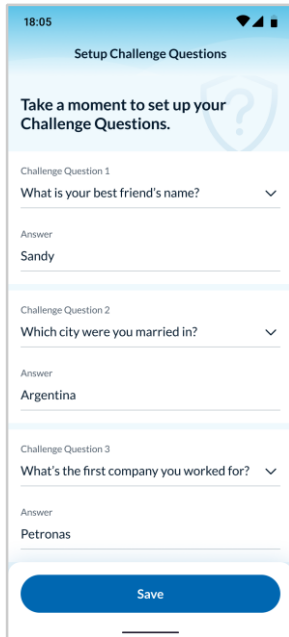 18:05
Setup Challenge Questions
Take a moment to set up your
Challenge Questions.
Challenge Question 1
What is your best friend's name?
Answer
Sandy
Challenge Question 2
Which city were you married in?
Answer
Argentina
Challenge Question 3
What's the first company you worked for?
Answer
Petronas
Save